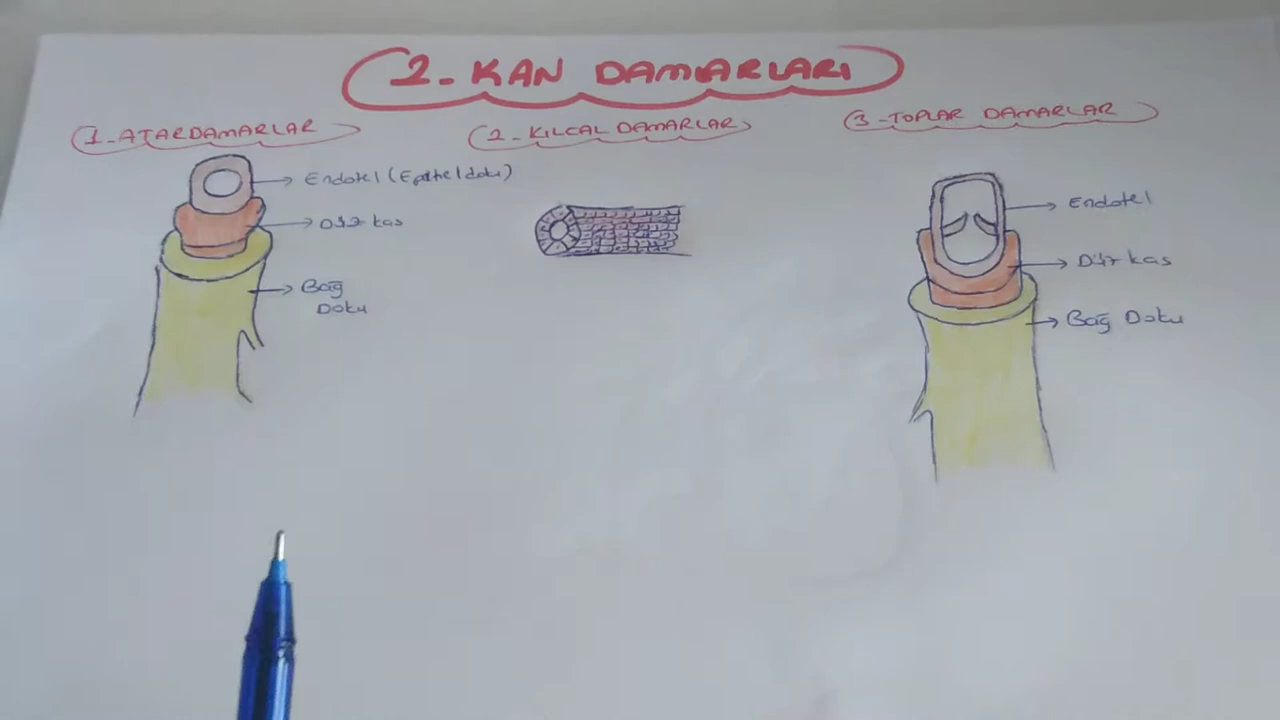 2- KAN DAMARLARI
1-ATARDAMARLAR
Endotel (Epitel doku)
Düz kas
Bağ
Doku
2-KILCAL DAMARLAR
3-TOPLAR DAMARLAR
Endotel
Düz kas
Bağ Doku